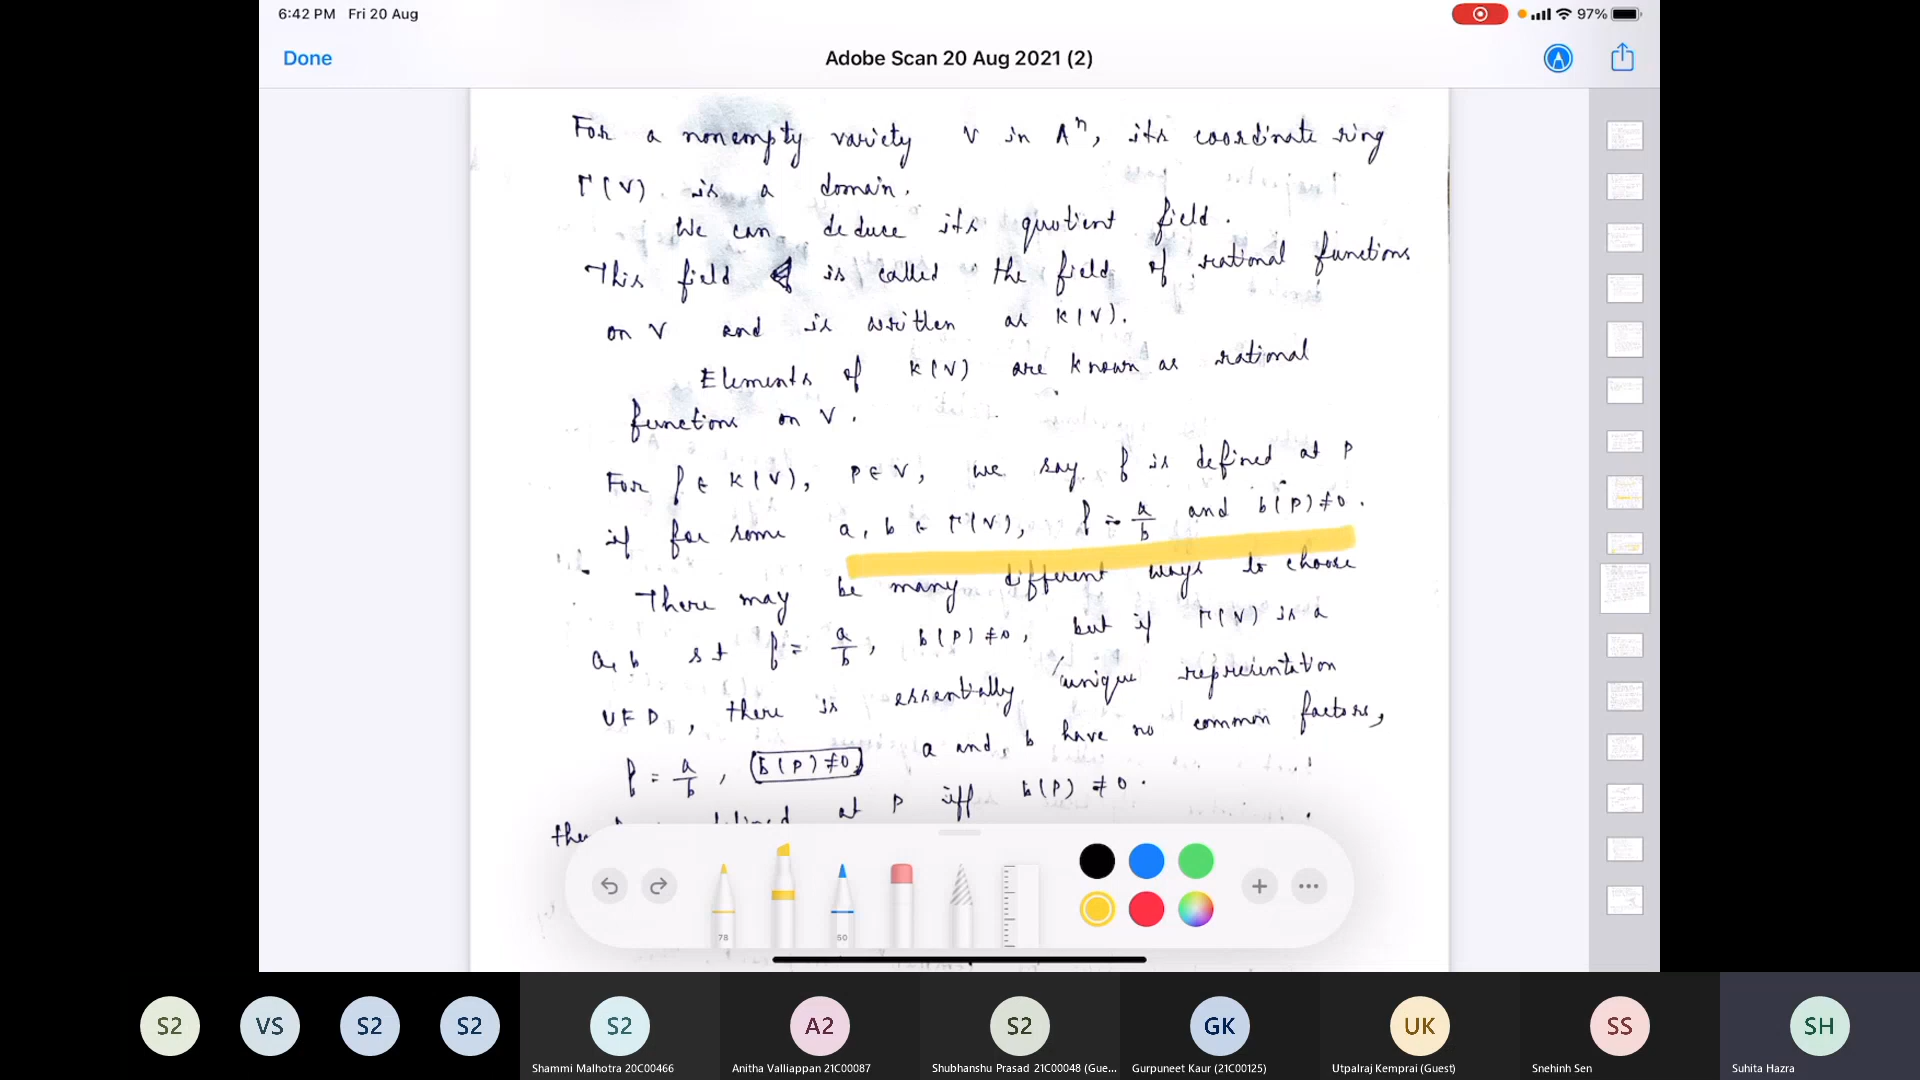 6:42 PM Fri 20 Aug
97%
Done
Adobe Scan 20 Aug 2021 (2)
For a nonempty variety V in Aⁿ, its coordinate ring
Γ(V) is a domain.
We can deduce its quotient field.
This field is called the field of rational functions
on V and is written as K(V).
Elements of K(V) are known as rational
functions on V.
For f ∈ K(V), P ∈ V, we say f is defined at P
if for some a, b ∈ Γ(V), f = a/b and b(P) ≠ 0.
There may be many different ways to choose
a, b st f = a/b, b(P) ≠ 0, but if Γ(V) is a
UFD, there is essentially unique representation
f = a/b, b(P) ≠ 0 a and b have no common factors,
the defined at P iff b(P) ≠ 0.
78
50
S2 VS S2 S2 S2 A2 S2 GK UK SS SH
Shammi Malhotra 20C00466 Anitha Valliappan 21C00087 Shubhanshu Prasad 21C00048 (Gue... Gurpuneet Kaur (21C00125) Utpalraj Kemprai (Guest) Snehinh Sen Suhita Hazra